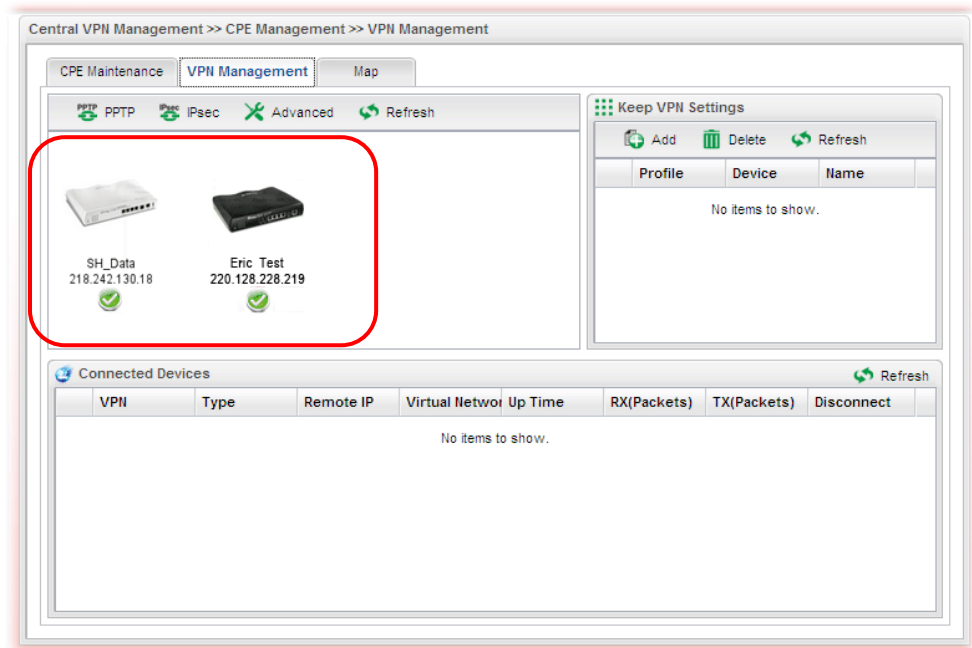 Central VPN Management >> CPE Management >> VPN Management
CPE Maintenance VPN Management Map
PPTP PPTP IPsec IPsec Advanced Refresh
Keep VPN Settings
Add Delete Refresh
Profile Device Name
No items to show.
SH_Data
218.242.130.18
Eric_Test
220.128.228.219
Connected Devices Refresh
VPN Type Remote IP Virtual Networ Up Time RX(Packets) TX(Packets) Disconnect
No items to show.